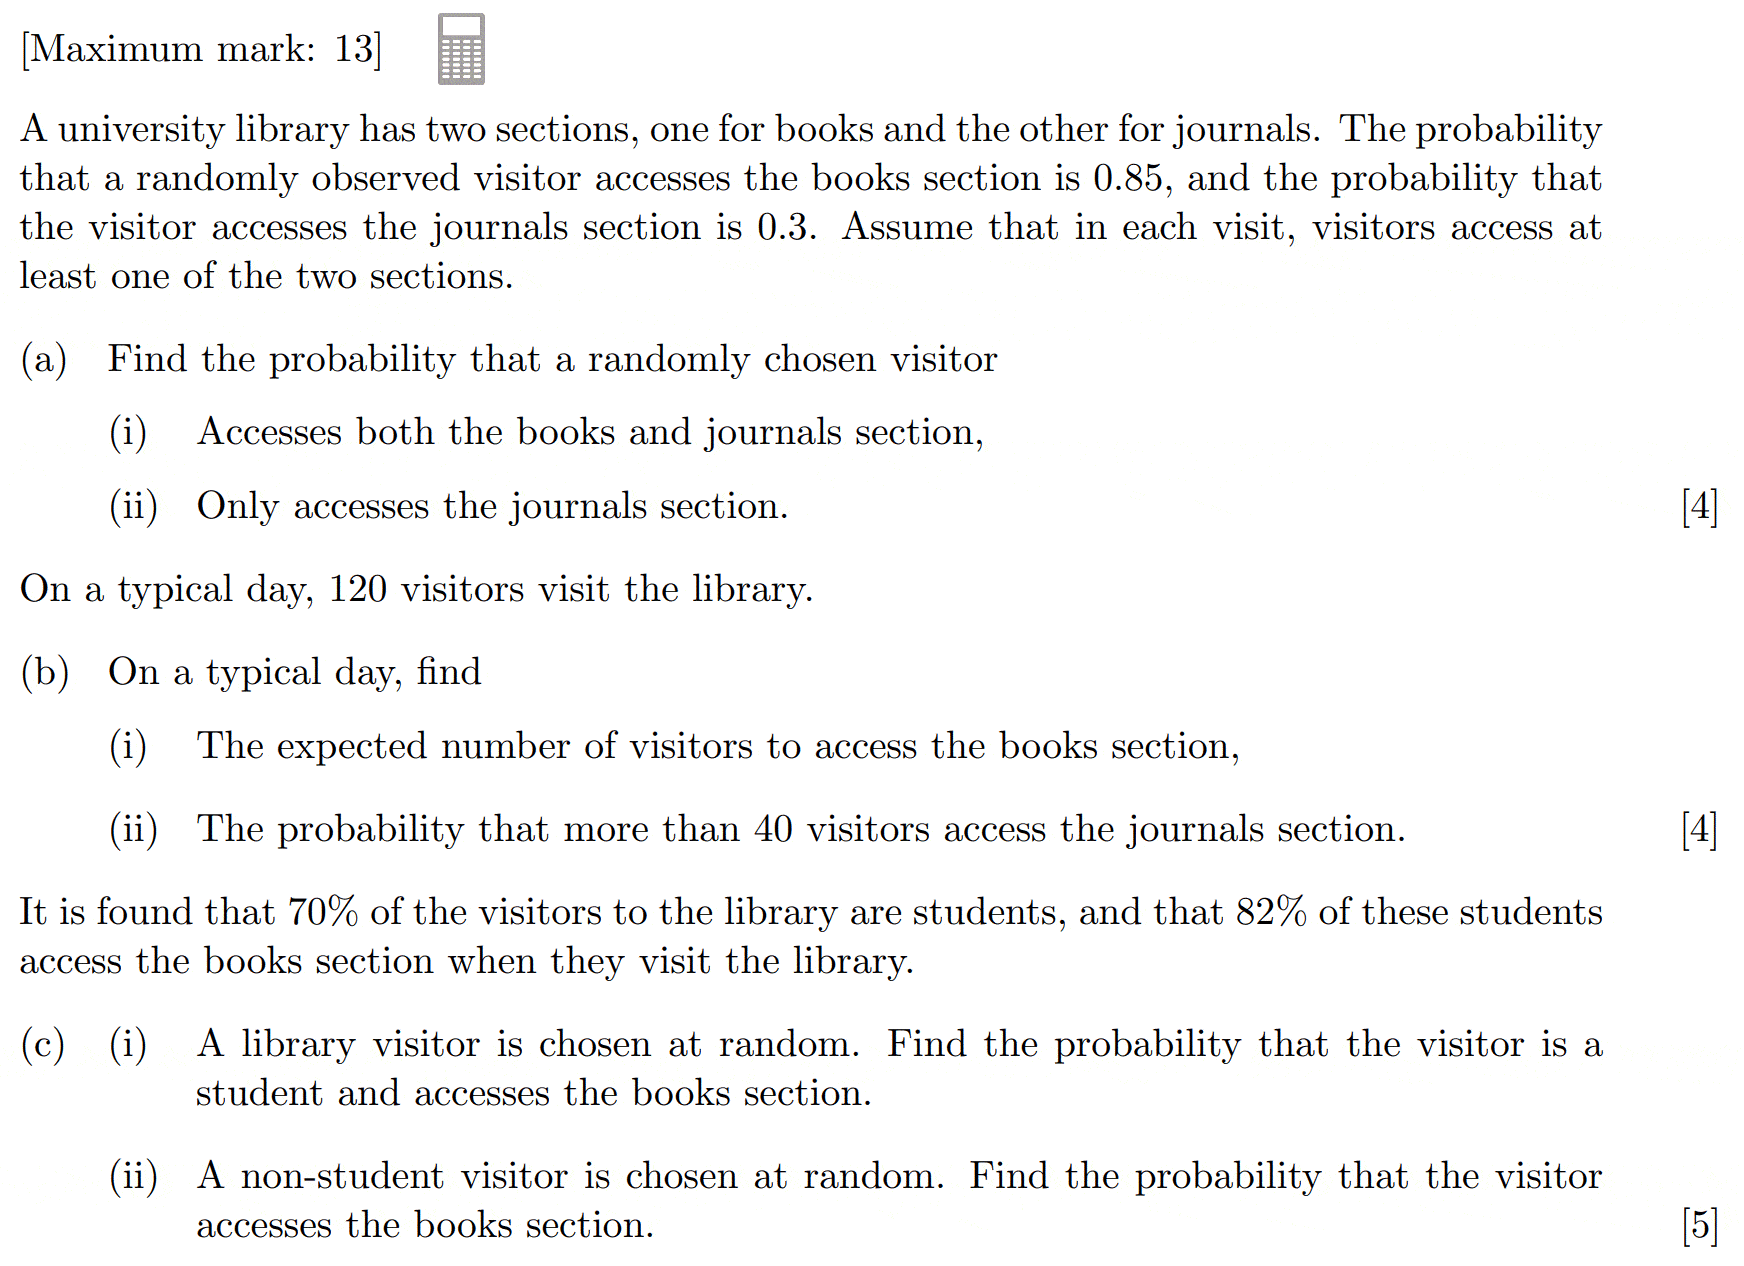 [Maximum mark: 13]
A university library has two sections, one for books and the other for journals. The probability
that a randomly observed visitor accesses the books section is 0.85, and the probability that
the visitor accesses the journals section is 0.3. Assume that in each visit, visitors access at
least one of the two sections.
(a) Find the probability that a randomly chosen visitor
(i) Accesses both the books and journals section,
(ii) Only accesses the journals section. [4]
On a typical day, 120 visitors visit the library.
(b) On a typical day, find
(i) The expected number of visitors to access the books section,
(ii) The probability that more than 40 visitors access the journals section. [4]
It is found that 70% of the visitors to the library are students, and that 82% of these students
access the books section when they visit the library.
(c) (i) A library visitor is chosen at random. Find the probability that the visitor is a
student and accesses the books section.
(ii) A non-student visitor is chosen at random. Find the probability that the visitor
accesses the books section. [5]